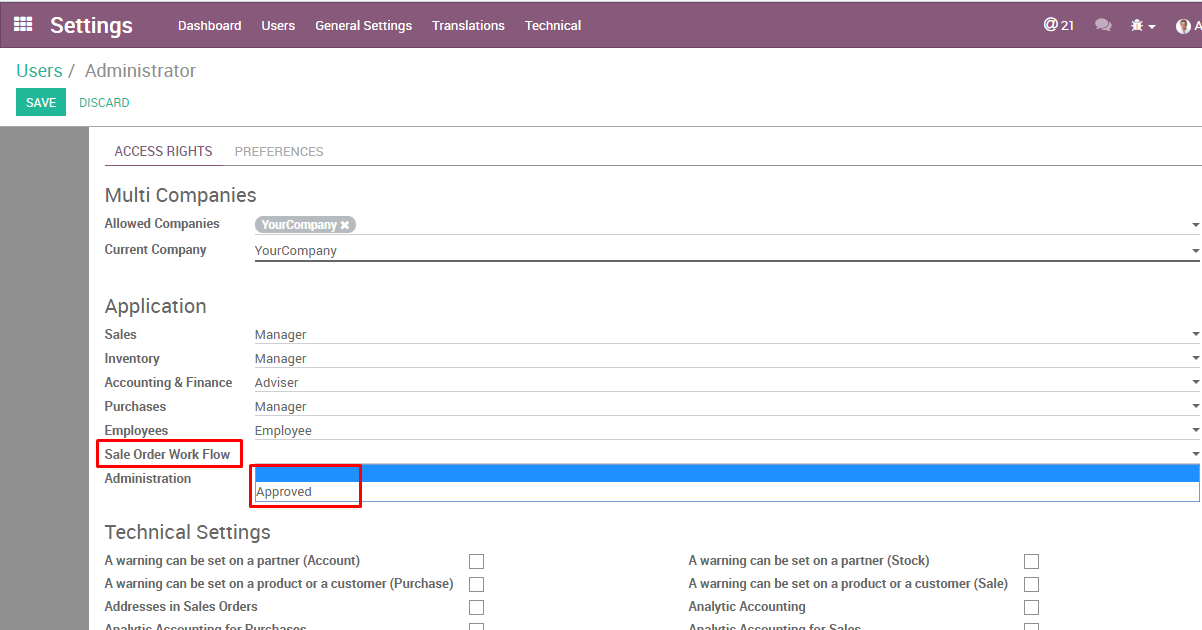 Settings Dashboard Users General Settings Translations Technical @ 21 A
Users / Administrator
SAVE DISCARD
ACCESS RIGHTS PREFERENCES
Multi Companies
Allowed Companies YourCompany ✖
Current Company YourCompany
Application
Sales Manager
Inventory Manager
Accounting & Finance Adviser
Purchases Manager
Employees Employee
Sale Order Work Flow
Administration
Approved
Technical Settings
A warning can be set on a partner (Account) A warning can be set on a partner (Stock)
A warning can be set on a product or a customer (Purchase) A warning can be set on a product or a customer (Sale)
Addresses in Sales Orders Analytic Accounting
Analytic Accounting for Purchases Analytic Accounting for Sales